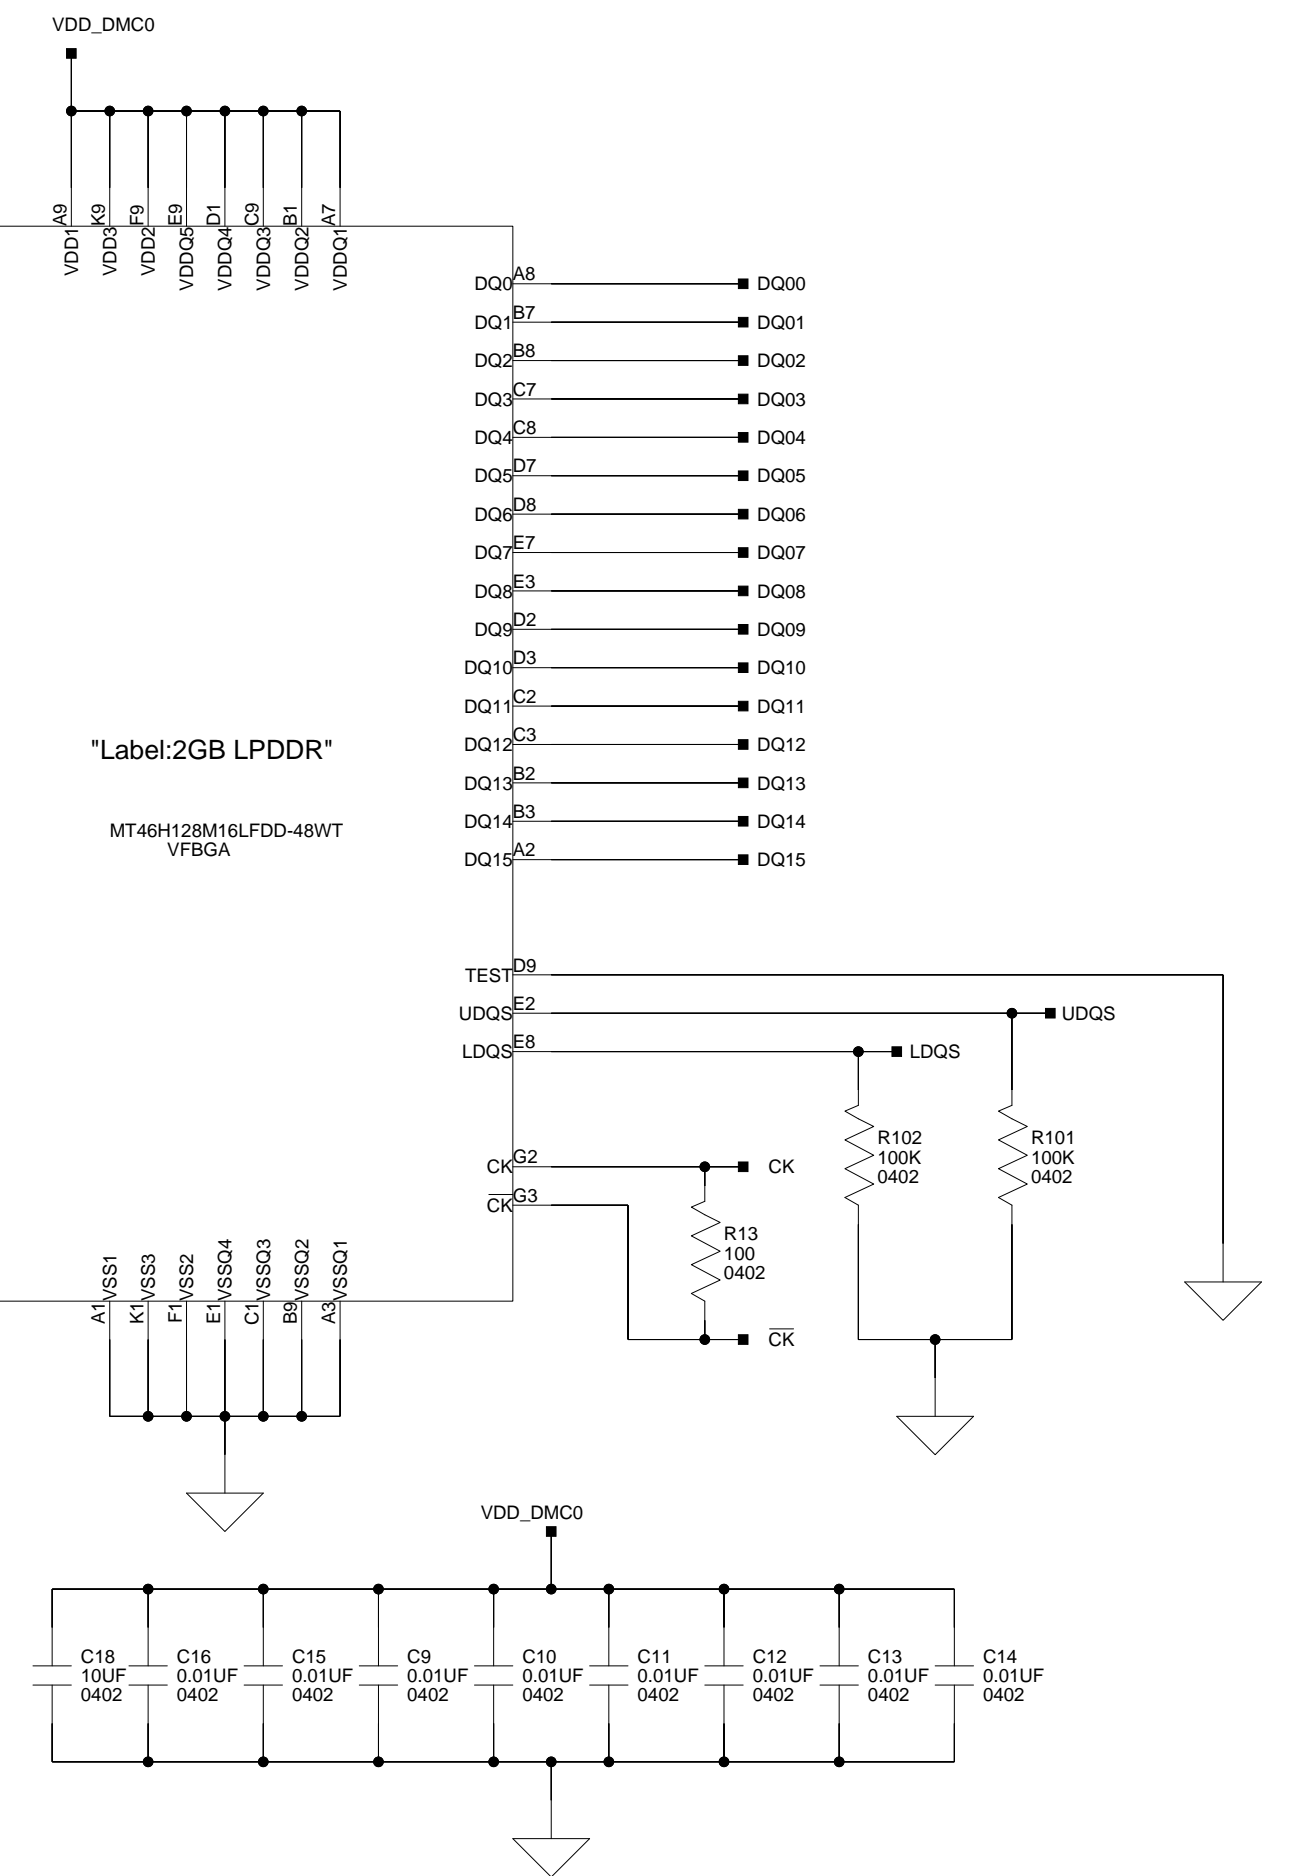 VDD_DMC0
A9
K9
F9
E9
D1
C9
B1
A7
VDD1
VDD3
VDD2
VDDQ5
VDDQ4
VDDQ3
VDDQ2
VDDQ1
DQ0 A8 DQ00
DQ1 B7 DQ01
DQ2 B8 DQ02
DQ3 C7 DQ03
DQ4 C8 DQ04
DQ5 D7 DQ05
DQ6 D8 DQ06
DQ7 E7 DQ07
DQ8 E3 DQ08
DQ9 D2 DQ09
DQ10 D3 DQ10
DQ11 C2 DQ11
"Label:2GB LPDDR"
DQ12 C3 DQ12
DQ13 B2 DQ13
MT46H128M16LFDD-48WT
VFBGA
DQ14 B3 DQ14
DQ15 A2 DQ15
TEST D9
UDQS E2 UDQS
LDQS E8 LDQS
R102
100K
0402
R101
100K
0402
CK G2 CK
C̅K̅ G3
R13
100
0402
C̅K̅
VSS1
VSS3
VSS2
VSSQ4
VSSQ3
VSSQ2
VSSQ1
A1
K1
F1
E1
C1
B9
A3
VDD_DMC0
C18
10UF
0402
C16
0.01UF
0402
C15
0.01UF
0402
C9
0.01UF
0402
C10
0.01UF
0402
C11
0.01UF
0402
C12
0.01UF
0402
C13
0.01UF
0402
C14
0.01UF
0402